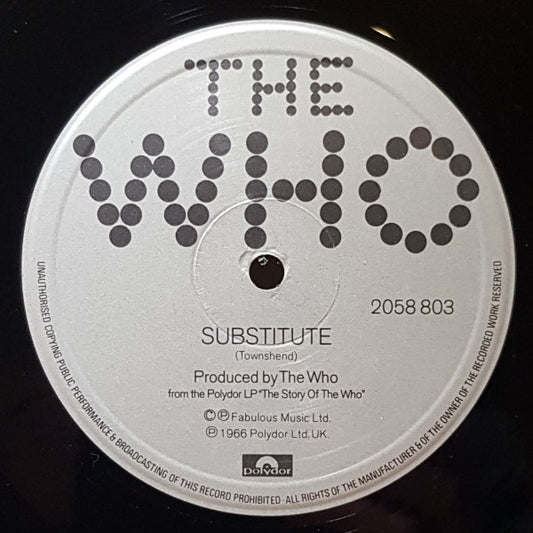 THE
WHO
2058 803
SUBSTITUTE
(Townshend)
Produced by The Who
from the Polydor LP "The Story Of The Who"
© ℗ Fabulous Music Ltd.
℗ 1966 Polydor Ltd. UK.
polydor
UNAUTHORISED COPYING PUBLIC PERFORMANCE & BROADCASTING OF THIS RECORD PROHIBITED · ALL RIGHTS OF THE MANUFACTURER & OF THE OWNER OF THE RECORDED WORK RESERVED